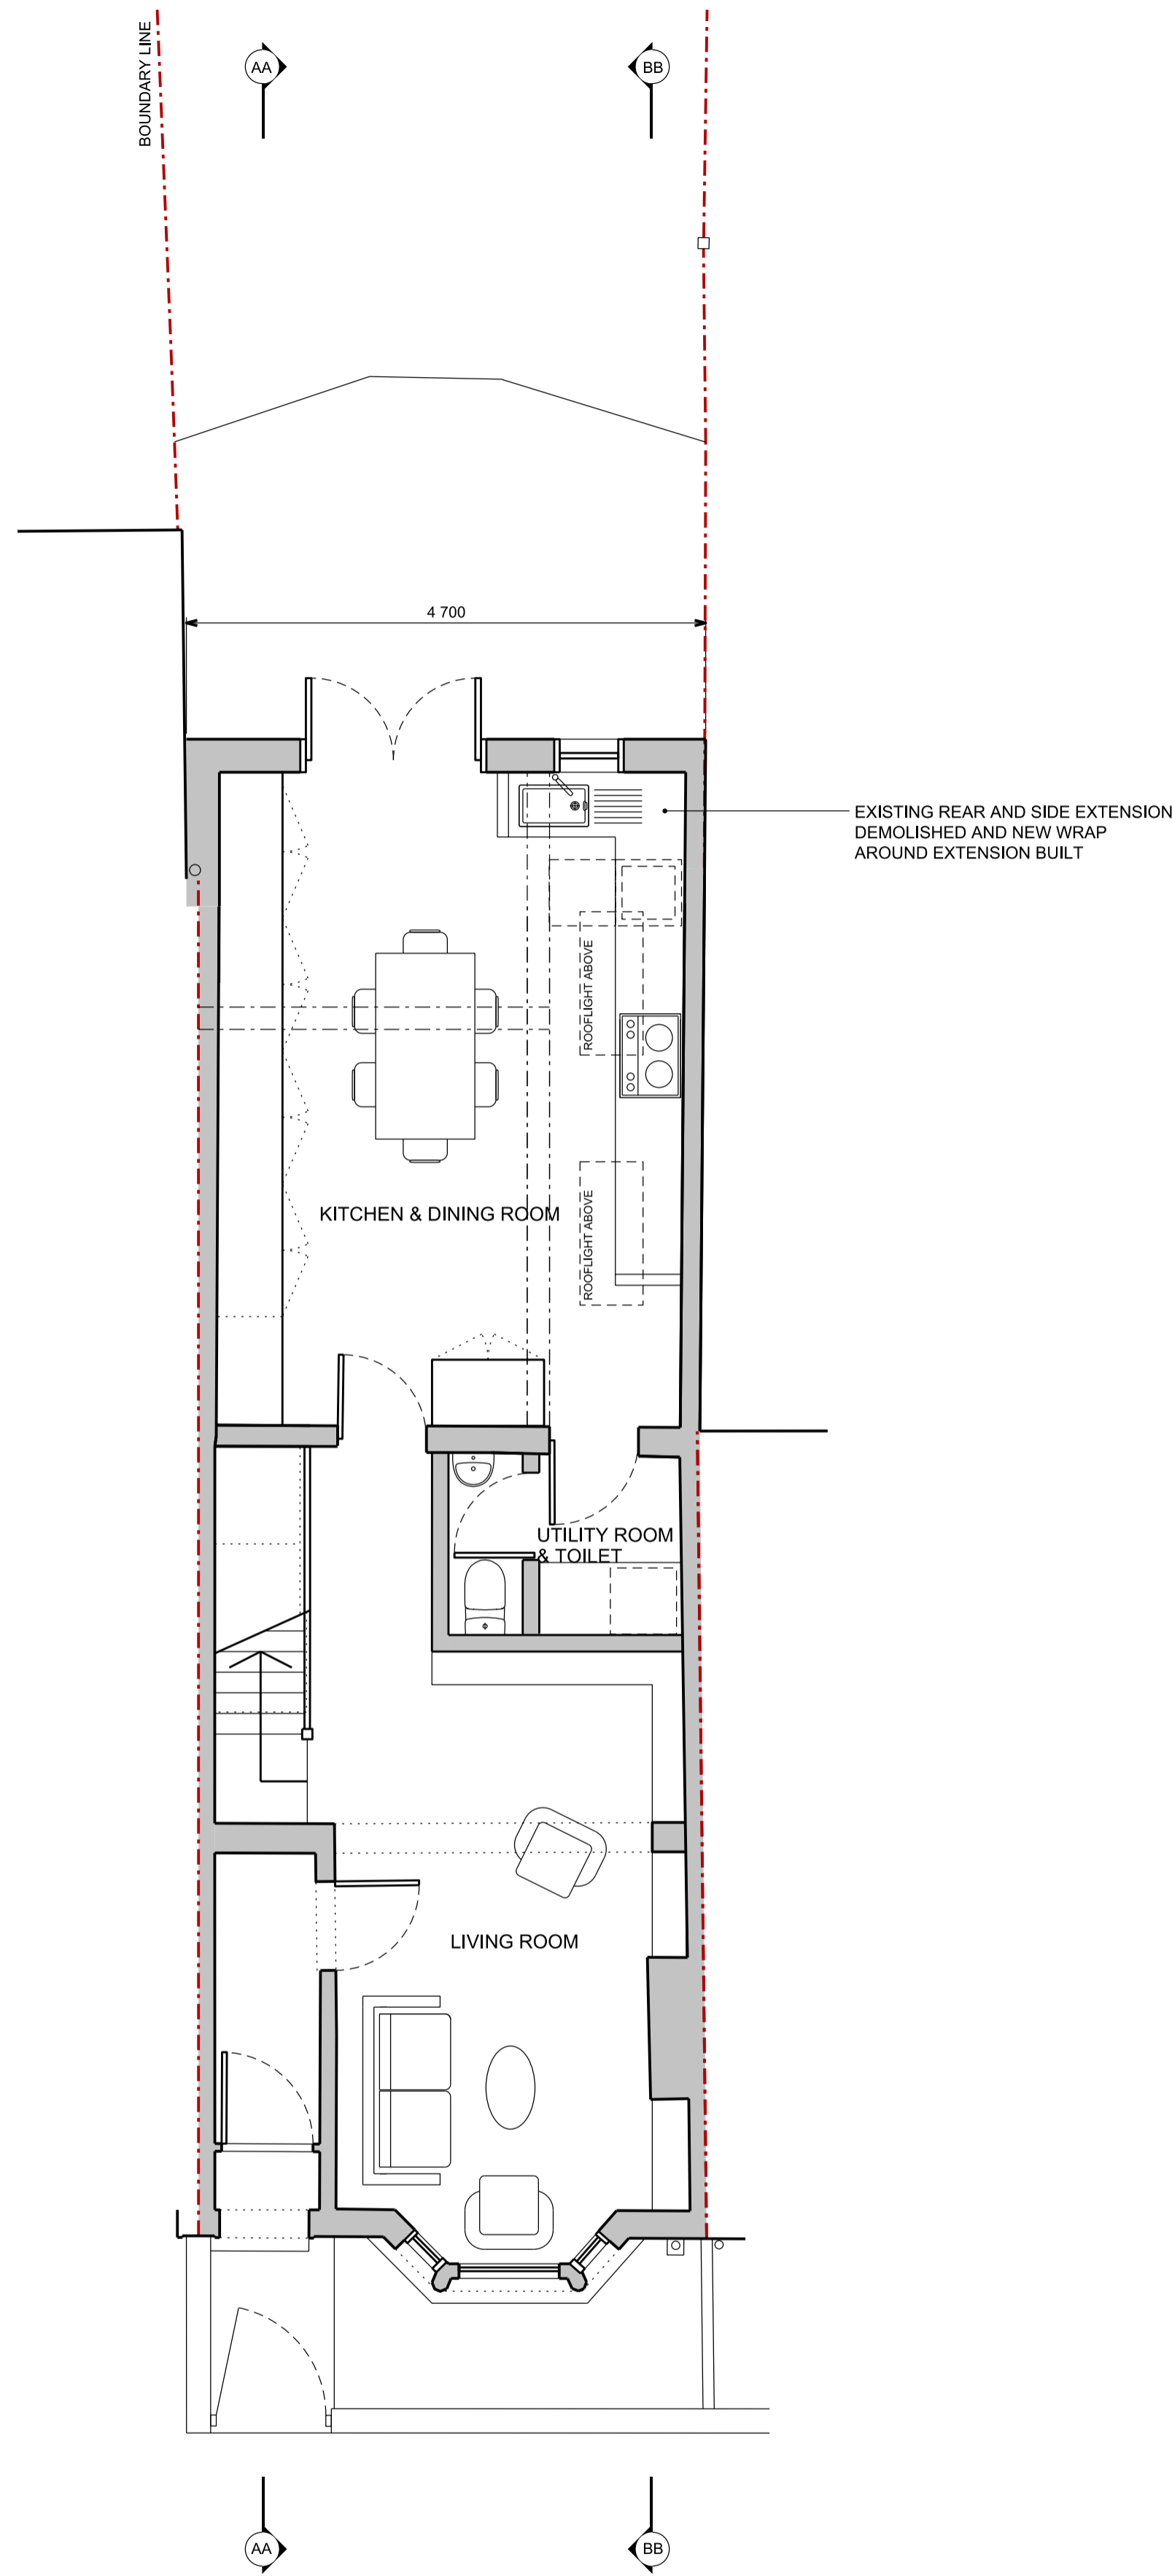 BOUNDARY LINE
AA
BB
4 700
EXISTING REAR AND SIDE EXTENSION
DEMOLISHED AND NEW WRAP
AROUND EXTENSION BUILT
ROOFLIGHT ABOVE
KITCHEN & DINING ROOM
ROOFLIGHT ABOVE
UTILITY ROOM
& TOILET
LIVING ROOM
AA
BB